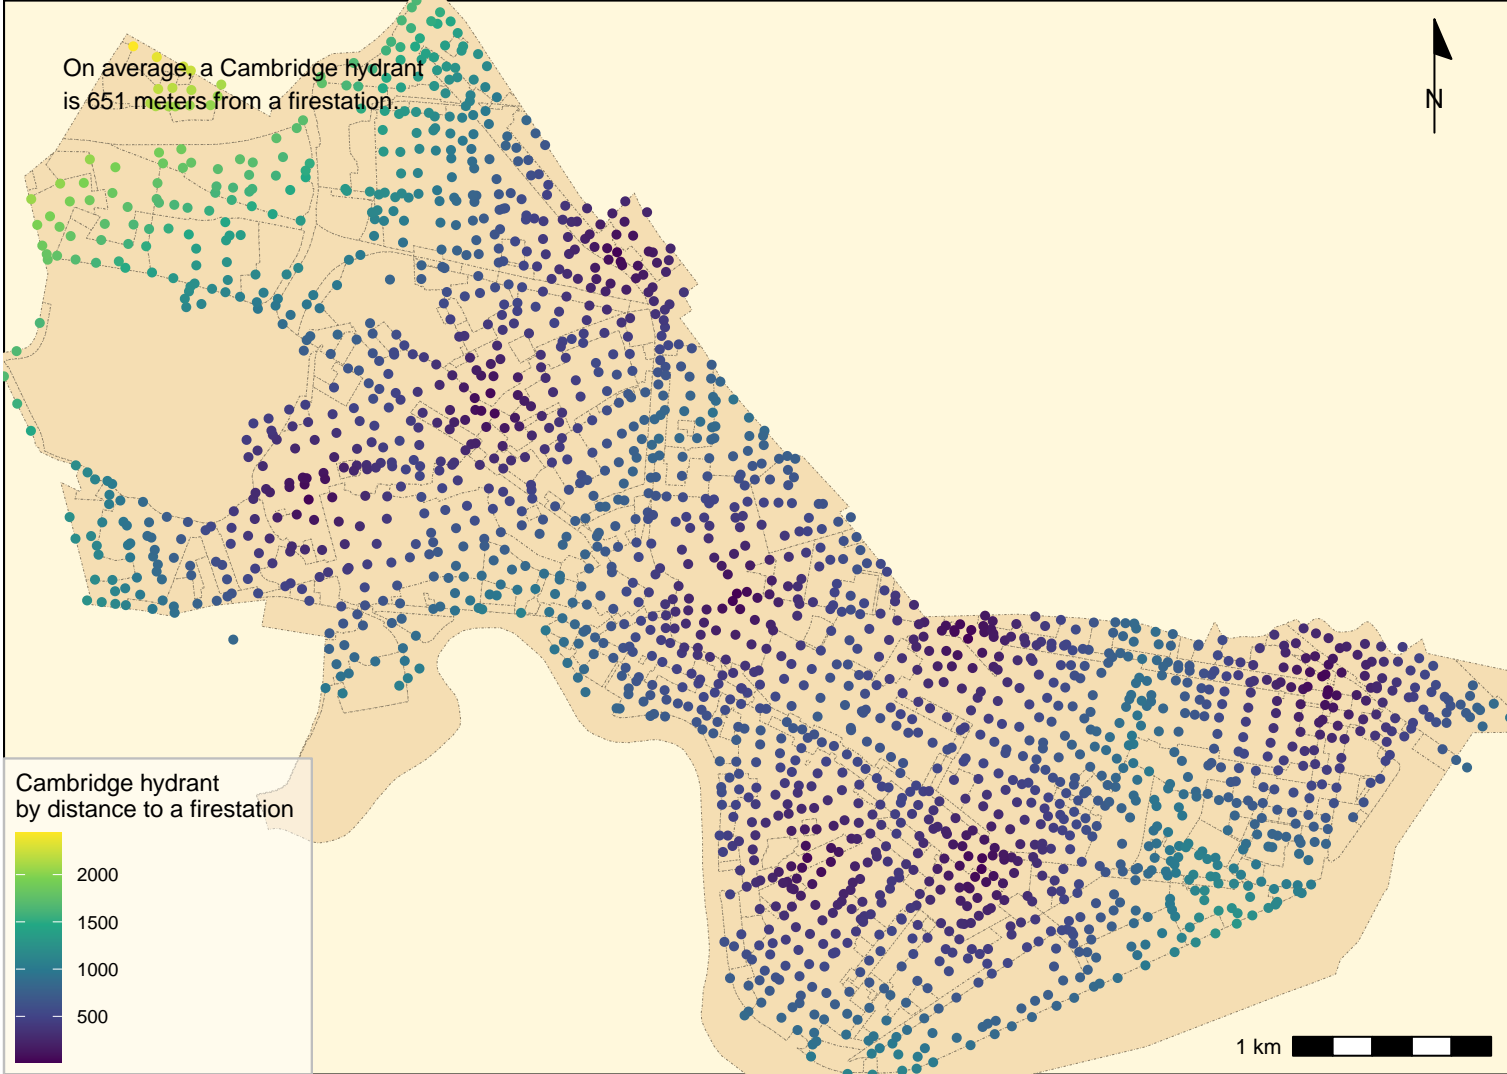 On average, a Cambridge hydrant
is 651 meters from a firestation.
N
Cambridge hydrant
by distance to a firestation
2000
1500
1000
500
1 km